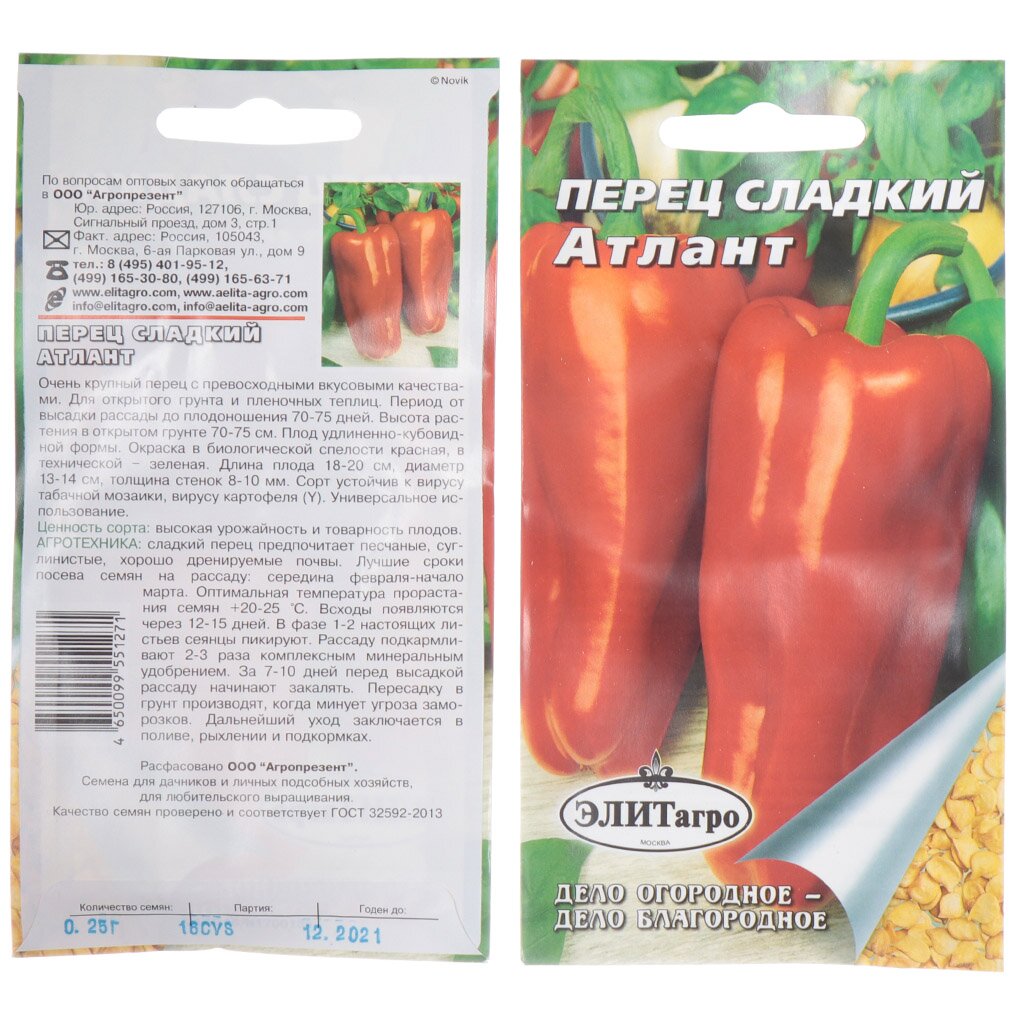 © Novik
По вопросам оптовых закупок обращаться
в ООО "Агропрезент"
Юр. адрес: Россия, 127106, г. Москва,
Сигнальный проезд, дом 3, стр.1
Факт. адрес: Россия, 105043,
г. Москва, 6-ая Парковая ул., дом 9
тел.: 8 (495) 401-95-12,
(499) 165-30-80, (499) 165-63-71
www.elitagro.com, www.aelita-agro.com
info@elitagro.com, info@aelita-agro.com
ПЕРЕЦ СЛАДКИЙ
АТЛАНТ
Очень крупный перец с превосходными вкусовыми качества-
ми. Для открытого грунта и пленочных теплиц. Период от
высадки рассады до плодоношения 70-75 дней. Высота рас-
тения в открытом грунте 70-75 см. Плод удлиненно-кубовид-
ной формы. Окраска в биологической спелости красная, в
технической – зеленая. Длина плода 18-20 см, диаметр
13-14 см, толщина стенок 8-10 мм. Сорт устойчив к вирусу
табачной мозаики, вирусу картофеля (Y). Универсальное ис-
пользование.
Ценность сорта: высокая урожайность и товарность плодов.
АГРОТЕХНИКА: сладкий перец предпочитает песчаные, суг-
линистые, хорошо дренируемые почвы. Лучшие сроки
посева семян на рассаду: середина февраля-начало
марта. Оптимальная температура прораста-
ния семян +20-25 °С. Всходы появляются
через 12-15 дней. В фазе 1-2 настоящих ли-
стьев сеянцы пикируют. Рассаду подкармли-
вают 2-3 раза комплексным минеральным
удобрением. За 7-10 дней перед высадкой
рассаду начинают закалять. Пересадку в
грунт производят, когда минует угроза замо-
розков. Дальнейший уход заключается в
поливе, рыхлении и подкормках.
4 650099 551271
Расфасовано ООО "Агропрезент".
Семена для дачников и личных подсобных хозяйств,
для любительского выращивания.
Качество семян проверено и соответствует ГОСТ 32592-2013
Количество семян: Партия: Годен до:
0.25г 16CVS 12.2021
ПЕРЕЦ СЛАДКИЙ
Атлант
ЭЛИТагро
МОСКВА
ДЕЛО ОГОРОДНОЕ –
ДЕЛО БЛАГОРОДНОЕ